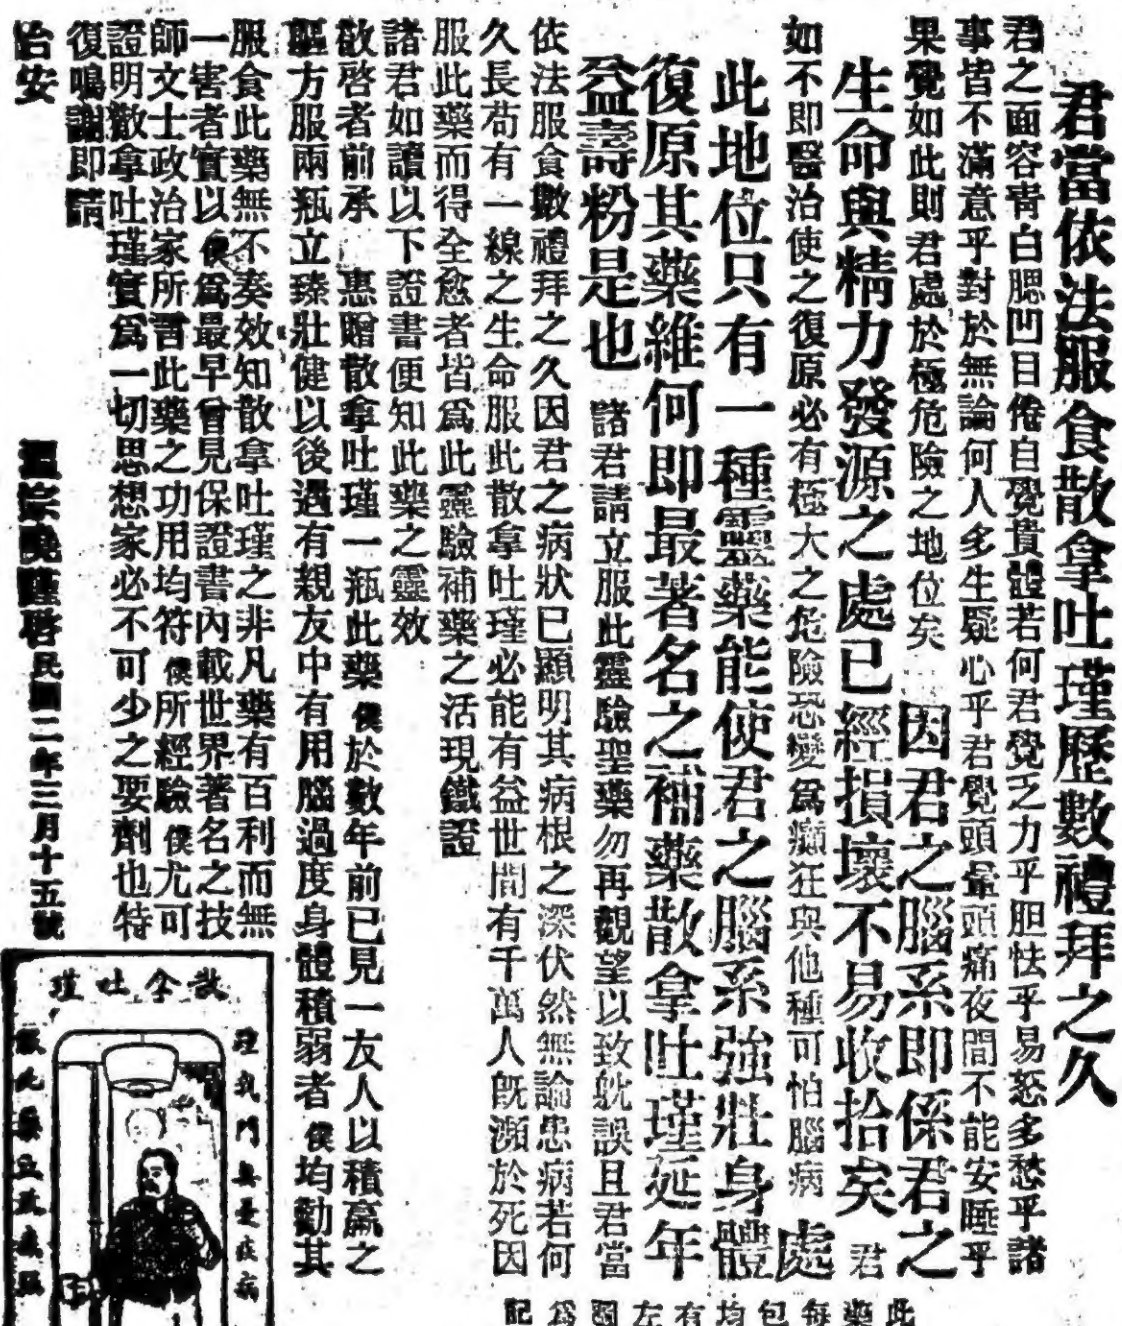 君當依法服食散拿吐瑾歷數禮拜之久
君之面容青白腮凹目倦自覺貴體若何君覺乏力乎胆怯乎易怒多愁乎諸
事皆不滿意乎對於無論何人多生疑心乎君覺頭暈頭痛夜間不能安睡乎
果覺如此則君處於極危險之地位矣 因君之腦系即係君之
生命與精力發源之處已經損壞不易收拾矣 君
如不即醫治使之復原必有極大之危險恐變爲癲狂與他種可怕腦病 處
此地位只有一種靈藥能使君之腦系強壯身體
復原其藥維何即最著名之補藥散拿吐瑾延年
益壽粉是也 諸君請立服此靈驗聖藥勿再觀望以致躭誤且君當
依法服食數禮拜之久因君之病狀已顯明其病根之深伏然無論患病若何
久長苟有一線之生命服此散拿吐瑾必能有益世間有千萬人既瀕於死因
服此藥而得全愈者皆爲此靈驗補藥之活現鐵證
諸君如讀以下證書便知此藥之靈效
敬啓者前承 惠贈散拿吐瑾一瓶此藥僕於數年前已見一友人以積羸之
軀方服兩瓶立臻壯健以後遇有親友中有用腦過度身體積弱者僕均勸其
服食此藥無不奏效知散拿吐瑾之非凡藥有百利而無
一害者實以僕爲最早曾見保證書內載世界著名之技
師文士政治家所嘗此藥之功用均符僕所經驗僕尤可
證明散拿吐瑾實爲一切思想家必不可少之要劑也特
復鳴謝即請
台安
溫宗堯謹啓 民國二年三月十五號
散拿吐瑾
此藥每包均有左圖爲記